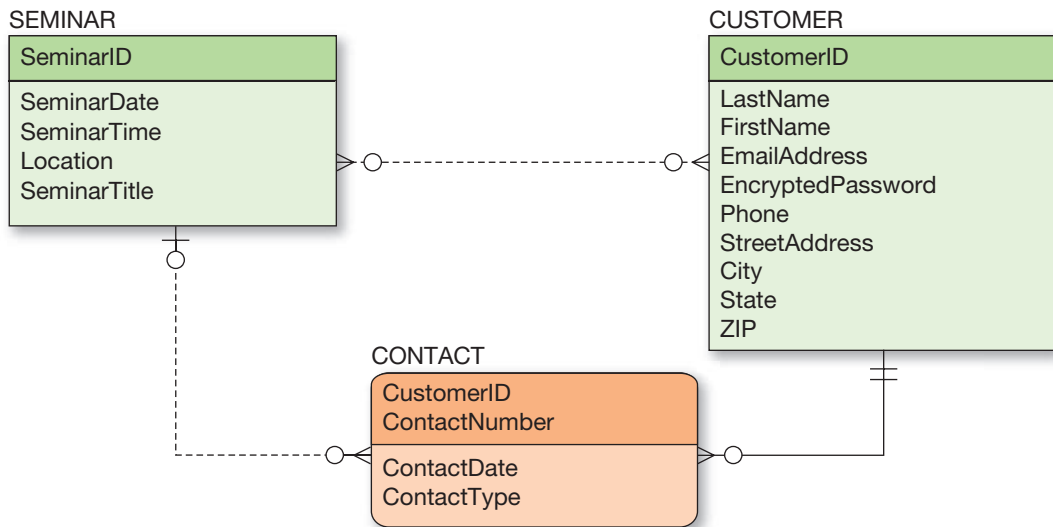 SEMINAR
SeminarID
SeminarDate
SeminarTime
Location
SeminarTitle
CUSTOMER
CustomerID
LastName
FirstName
EmailAddress
EncryptedPassword
Phone
StreetAddress
City
State
ZIP
CONTACT
CustomerID
ContactNumber
ContactDate
ContactType